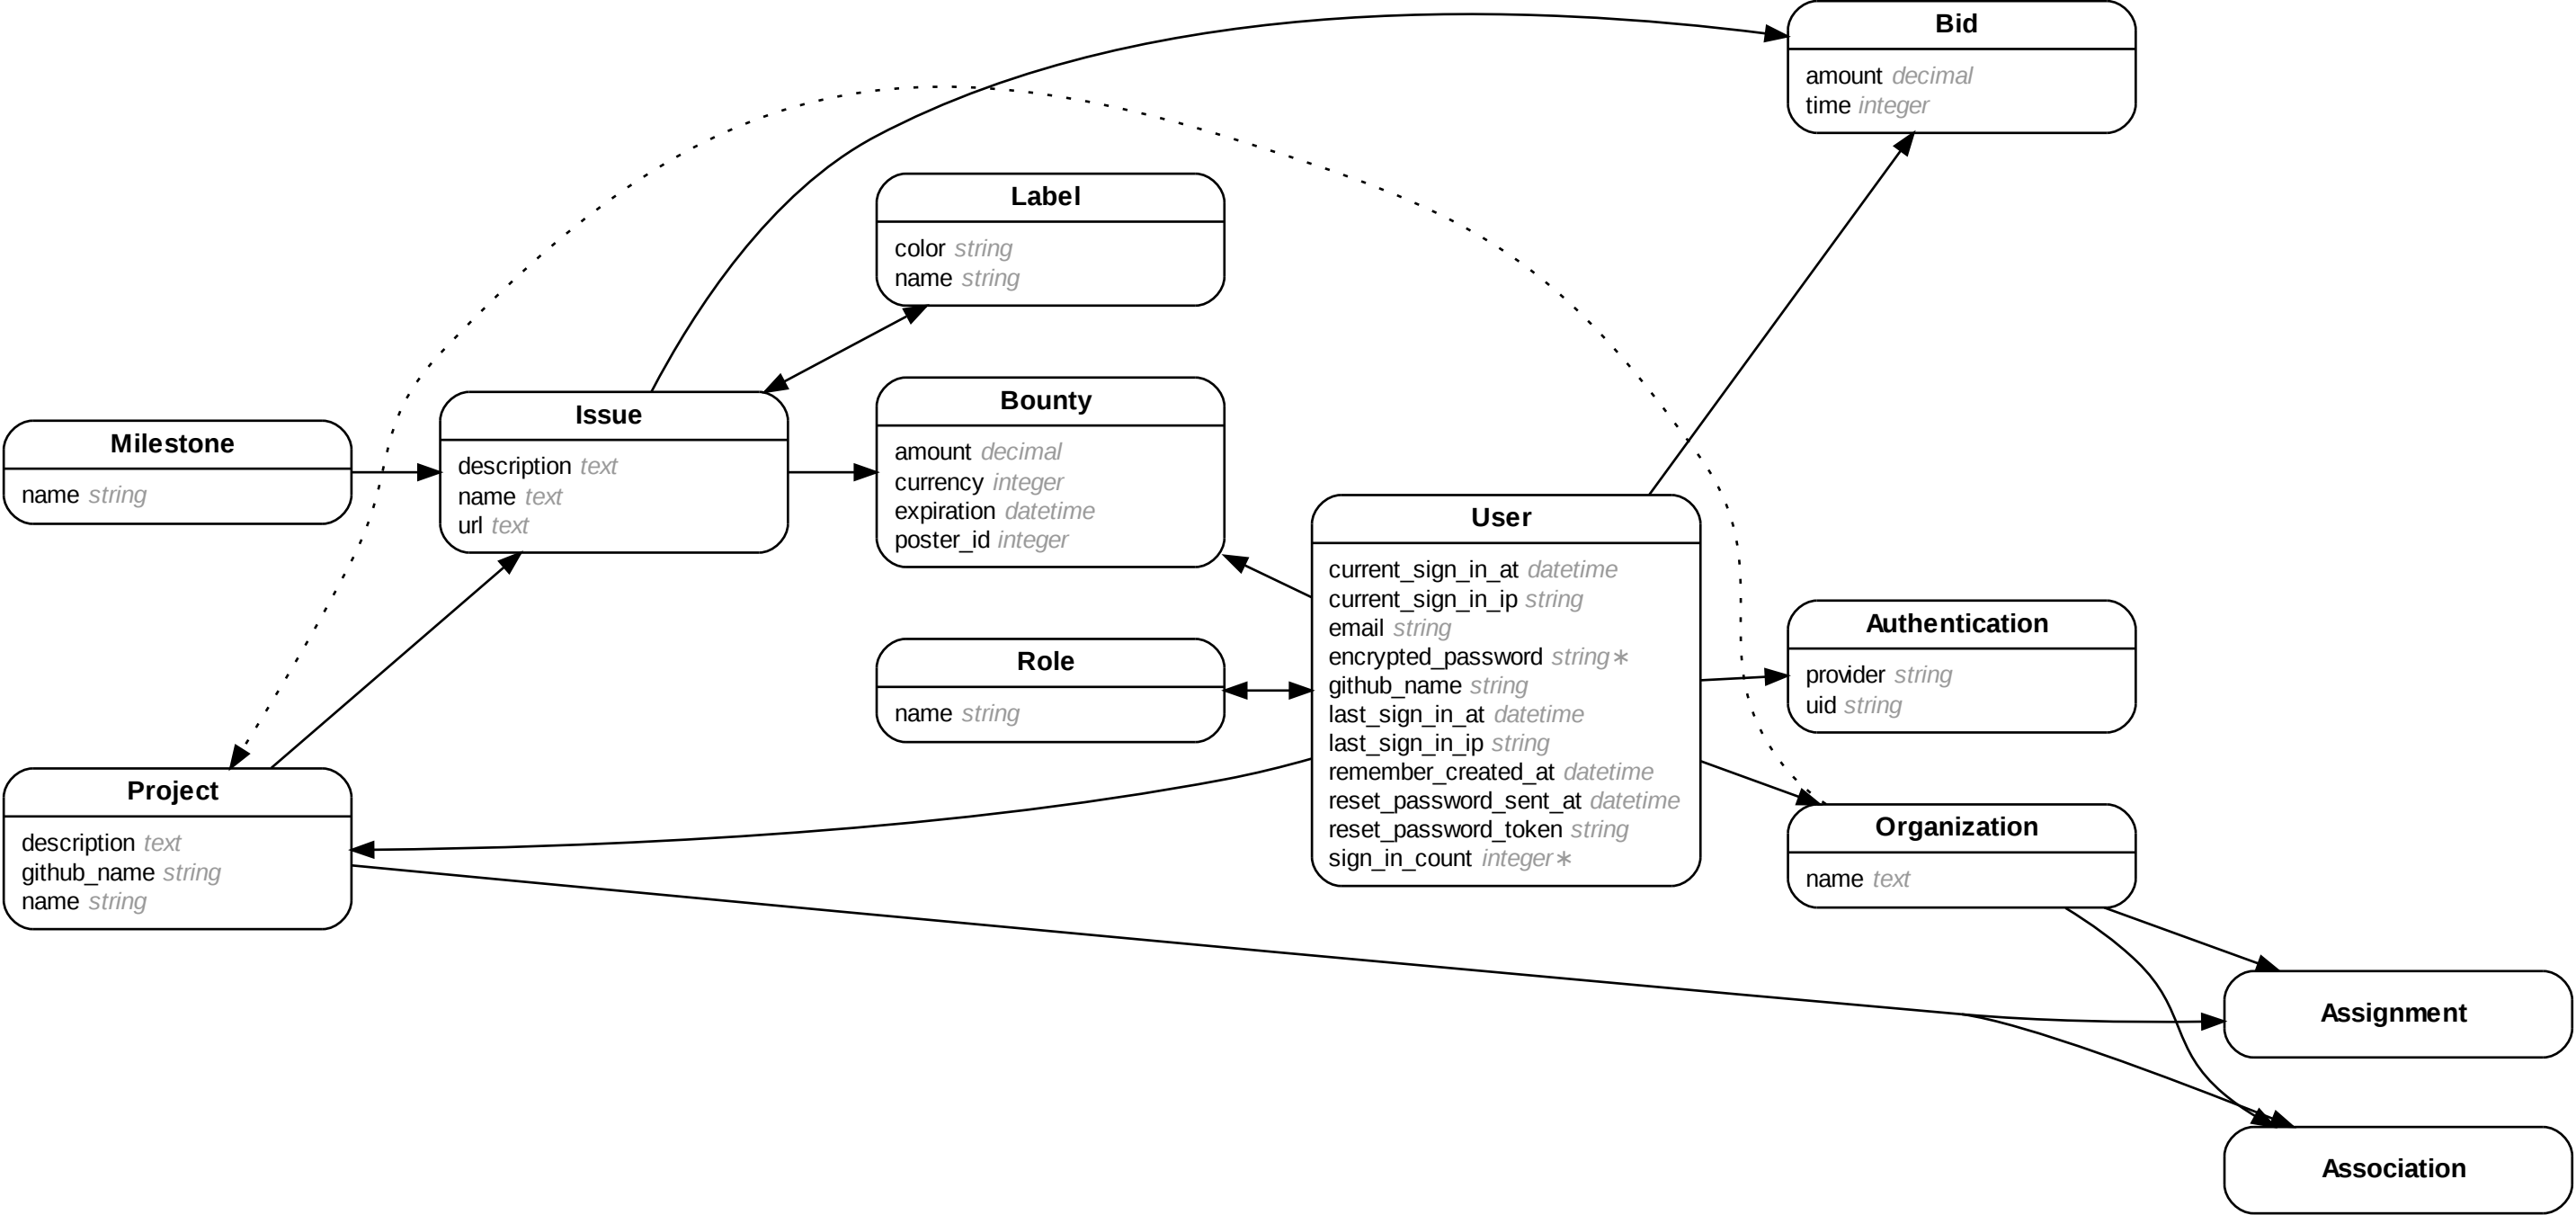 Bid
amount decimal
time integer
Label
color string
name string
Milestone
name string
Issue
description text
name text
url text
Bounty
amount decimal
currency integer
expiration datetime
poster_id integer
User
current_sign_in_at datetime
current_sign_in_ip string
email string
encrypted_password string∗
github_name string
last_sign_in_at datetime
last_sign_in_ip string
remember_created_at datetime
reset_password_sent_at datetime
reset_password_token string
sign_in_count integer∗
Role
name string
Authentication
provider string
uid string
Project
description text
github_name string
name string
Organization
name text
Assignment
Association